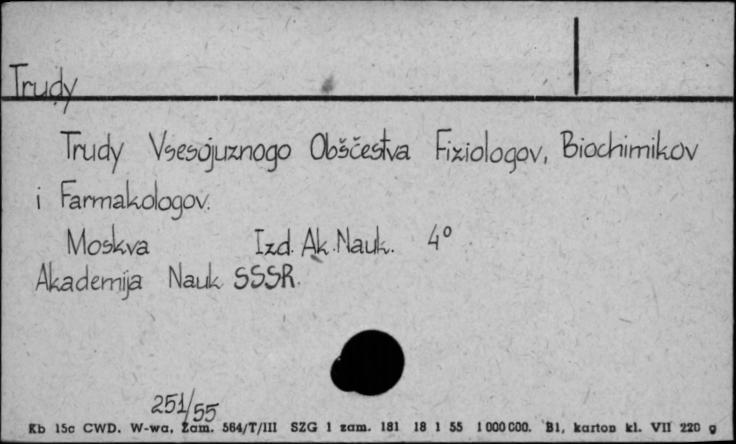 Trudy
Trudy Vsesojuznogo Obščestva Fiziologov, Biochimikov
i Farmakologov.
Moskva Izd. Ak. Nauk. 4°
Akademija Nauk SSSR.
251/55
Kb 15c CWD. W-wa, Zam. 564/T/III SZG 1 zam. 181 18 1 55 1 000 000. B1, karton kl. VII 220 g